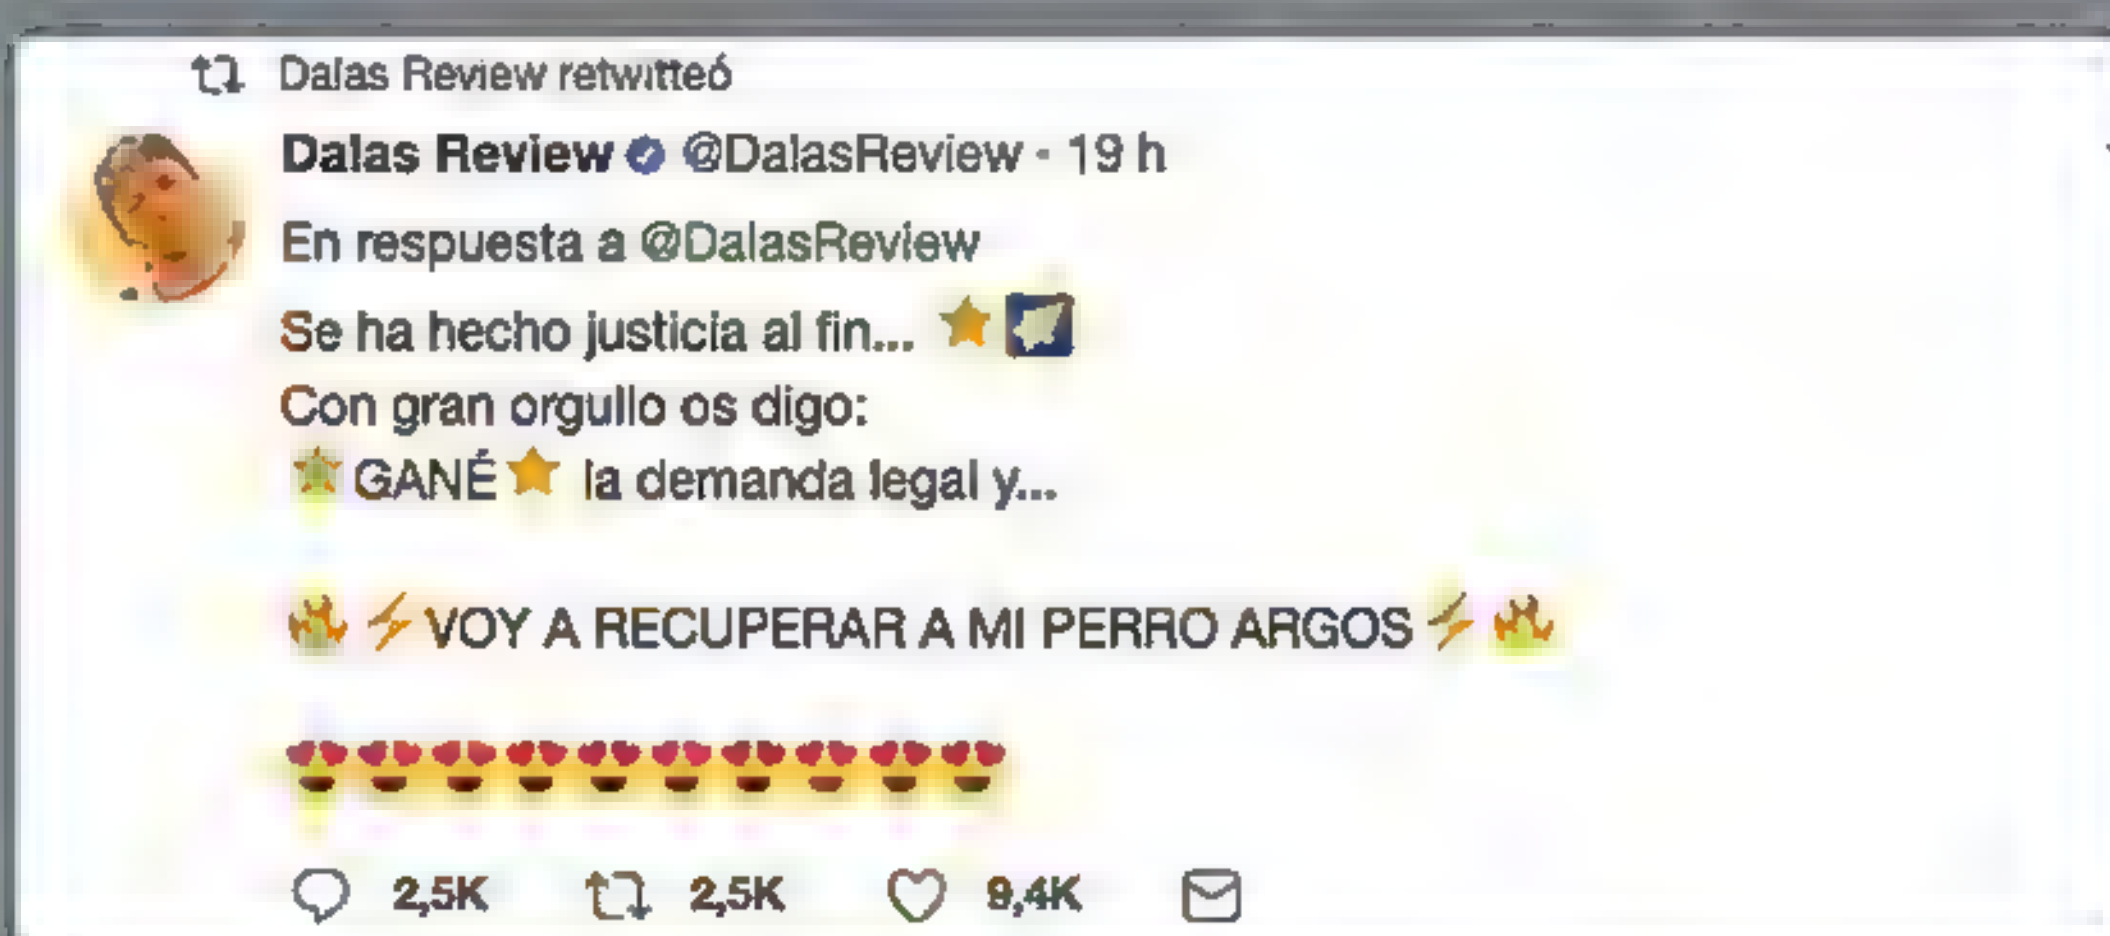 Dalas Review retwitteó
Dalas Review @DalasReview · 19 h
En respuesta a @DalasReview
Se ha hecho justicia al fin...
Con gran orgullo os digo:
GANÉ la demanda legal y...
VOY A RECUPERAR A MI PERRO ARGOS
2,5K 2,5K 9,4K